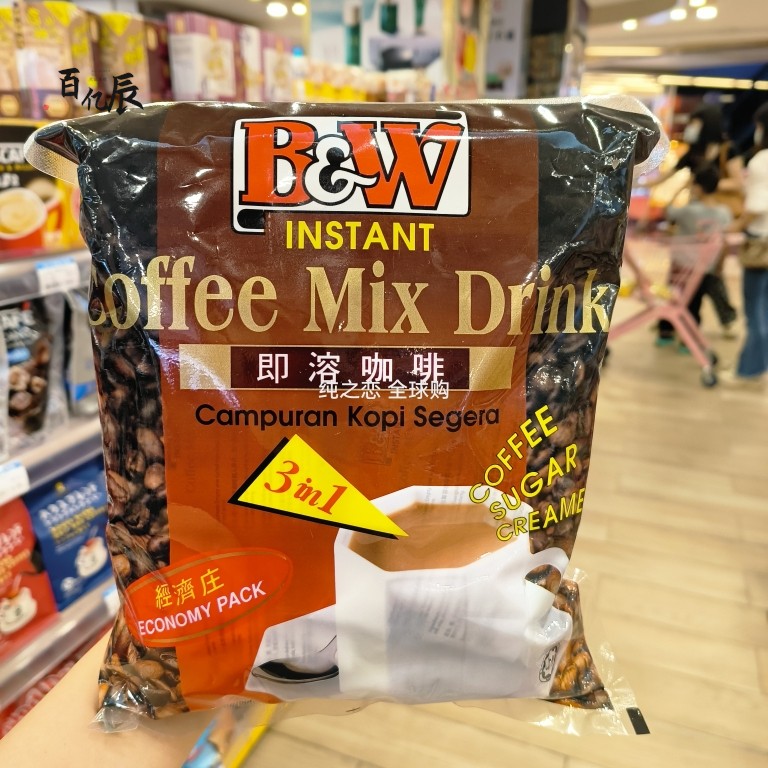 百亿辰
B&W
INSTANT
Coffee Mix Drink
即溶咖啡
纯之恋 全球购
Campuran Kopi Segera
3 in 1
COFFEE
SUGAR
CREAME
經濟庄
ECONOMY PACK